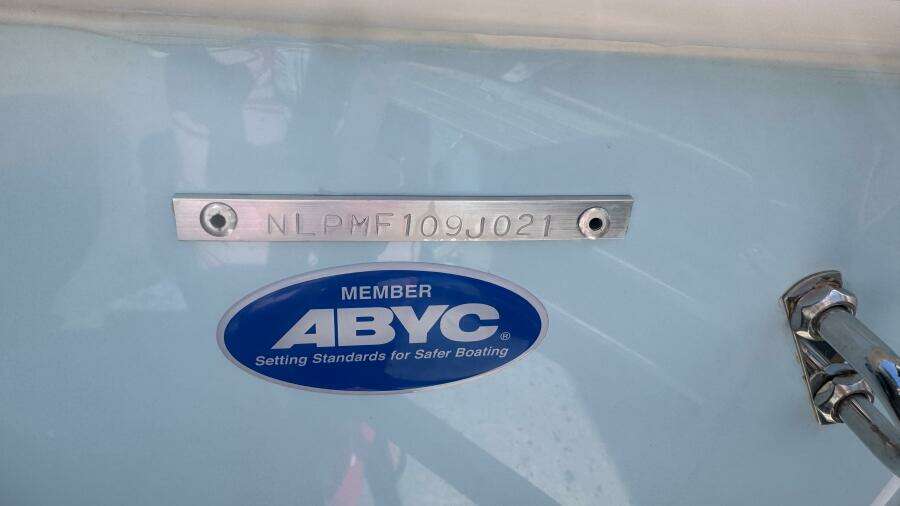 NLPMF109J021
MEMBER
ABYC®
Setting Standards for Safer Boating